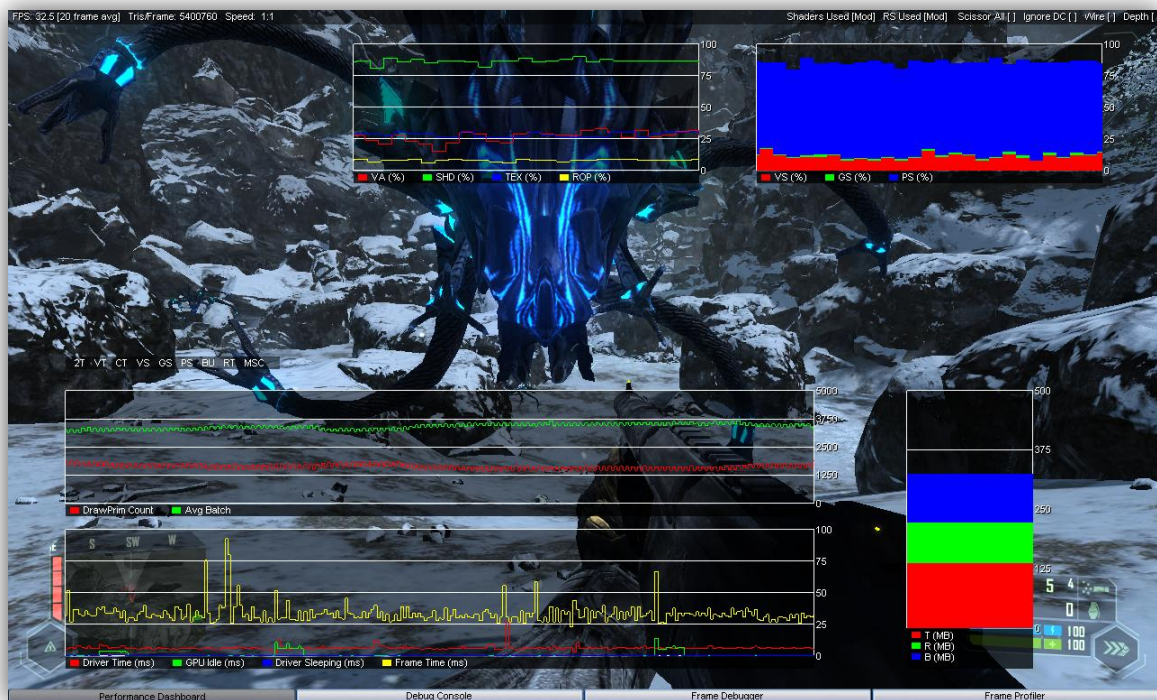 FPS: 32.5 [20 frame avg] Tris/Frame: 5400760 Speed: 1:1
Shaders Used [Mod] RS Used [Mod] Scissor All [ ] Ignore DC [ ] Wire [ ] Depth [
100
75
50
25
0
VA (%) SHD (%) TEX (%) ROP (%)
100
75
50
25
0
VS (%) GS (%) PS (%)
2T VT CT VS GS PS BU RT MSC
5000
3750
2500
1250
0
DrawPrim Count Avg Batch
500
375
250
125
T (MB)
R (MB)
B (MB)
100
75
50
25
0
S SW W
Driver Time (ms) GPU Idle (ms) Driver Sleeping (ms) Frame Time (ms)
5 4
0
100
100
Performance Dashboard Debug Console Frame Debugger Frame Profiler